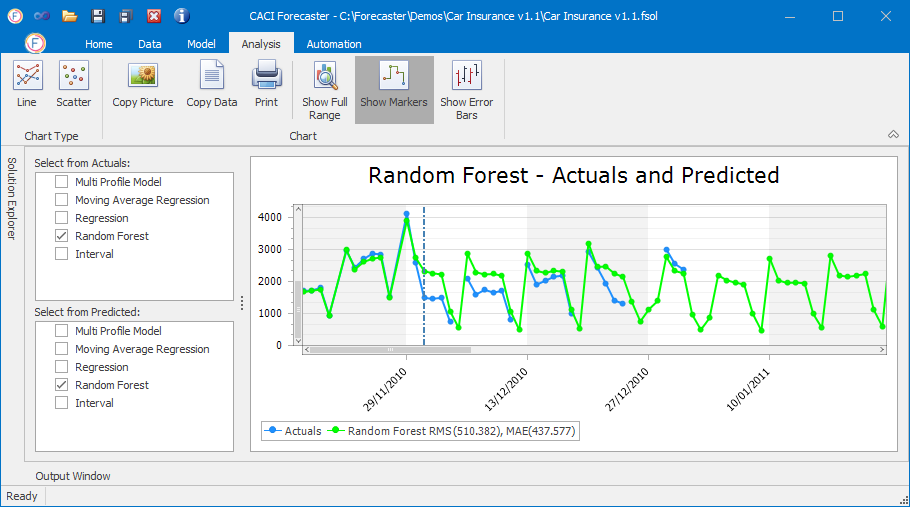 CACI Forecaster - C:\Forecaster\Demos\Car Insurance v1.1\Car Insurance v1.1.fsol
F
Home Data Model Analysis Automation
Line Scatter Copy Picture Copy Data Print Show Full Range Show Markers Show Error Bars
Chart Type Chart
Solution Explorer
Select from Actuals:
Multi Profile Model
Moving Average Regression
Regression
Random Forest
Interval
Select from Predicted:
Multi Profile Model
Moving Average Regression
Regression
Random Forest
Interval
Random Forest - Actuals and Predicted
4000
3000
2000
1000
0
29/11/2010 13/12/2010 27/12/2010 10/01/2011
Actuals Random Forest RMS(510.382), MAE(437.577)
Output Window
Ready